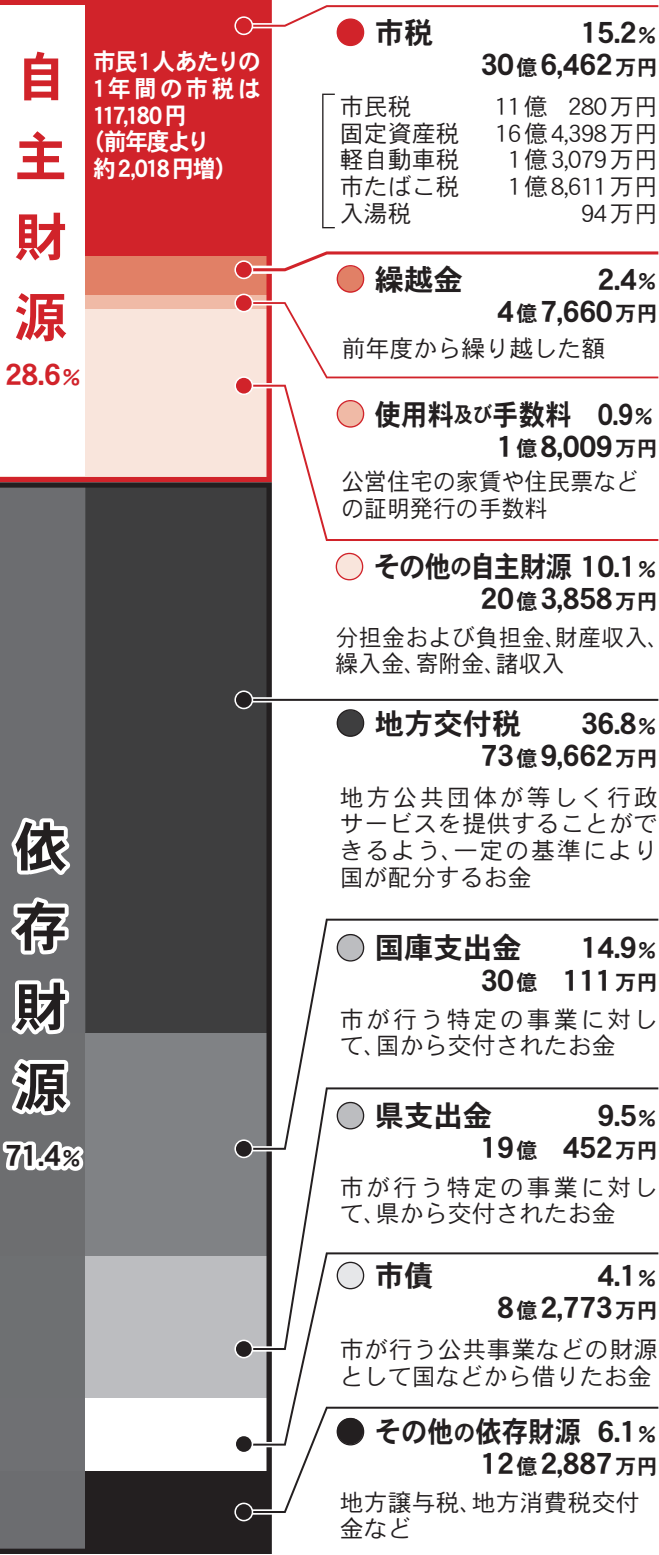 自主財源
28.6%
市民1人あたりの
1年間の市税は
117,180円
(前年度より
約2,018円増)
市税 15.2%
30億6,462万円
市民税 11億 280万円
固定資産税 16億4,398万円
軽自動車税 1億3,079万円
市たばこ税 1億8,611万円
入湯税 94万円
繰越金 2.4%
4億7,660万円
前年度から繰り越した額
使用料及び手数料 0.9%
1億8,009万円
公営住宅の家賃や住民票など
の証明発行の手数料
その他の自主財源 10.1%
20億3,858万円
分担金および負担金、財産収入、
繰入金、寄附金、諸収入
依存財源
71.4%
地方交付税 36.8%
73億9,662万円
地方公共団体が等しく行政
サービスを提供することがで
きるよう、一定の基準により
国が配分するお金
国庫支出金 14.9%
30億 111万円
市が行う特定の事業に対し
て、国から交付されたお金
県支出金 9.5%
19億 452万円
市が行う特定の事業に対し
て、県から交付されたお金
市債 4.1%
8億2,773万円
市が行う公共事業などの財源
として国などから借りたお金
その他の依存財源 6.1%
12億2,887万円
地方譲与税、地方消費税交付
金など